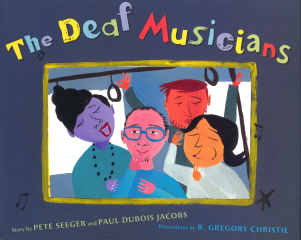 The Deaf Musicians
Story by PETE SEEGER and PAUL DUBOIS JACOBS
Illustrations by R. GREGORY CHRISTIE